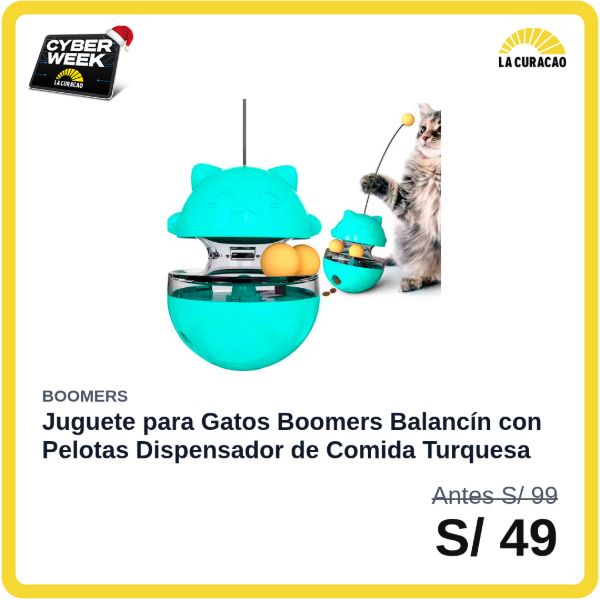 CYBER
WEEK
LA CURACAO
LA CURACAO
BOOMERS
Juguete para Gatos Boomers Balancín con
Pelotas Dispensador de Comida Turquesa
Antes S/ 99
S/ 49